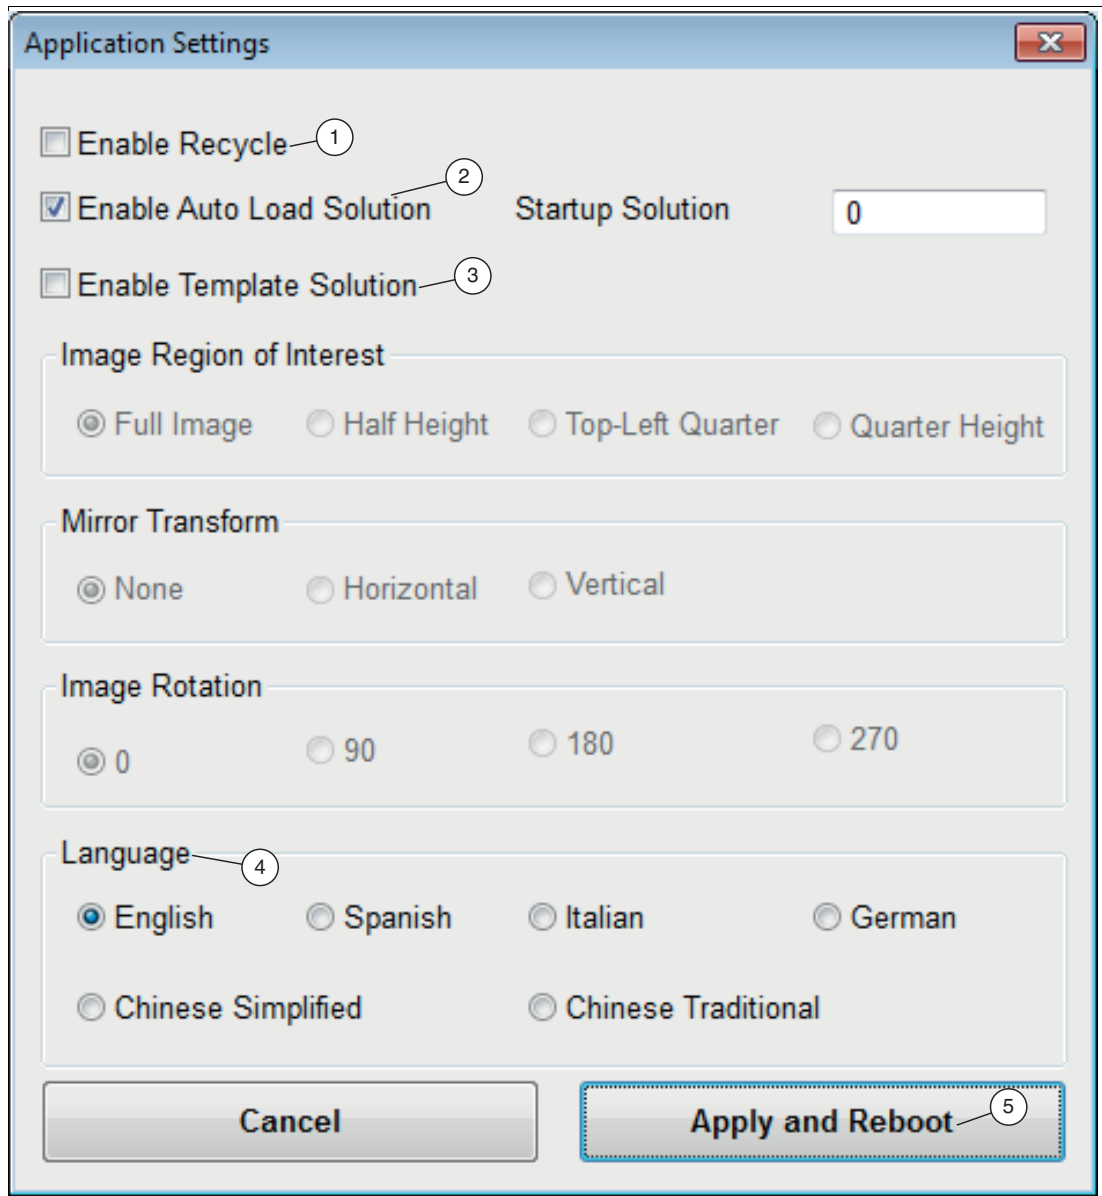 Application Settings
Enable Recycle 1
2
Enable Auto Load Solution Startup Solution 0
Enable Template Solution 3
Image Region of Interest
Full Image Half Height Top-Left Quarter Quarter Height
Mirror Transform
None Horizontal Vertical
Image Rotation
0 90 180 270
Language 4
English Spanish Italian German
Chinese Simplified Chinese Traditional
Cancel Apply and Reboot 5